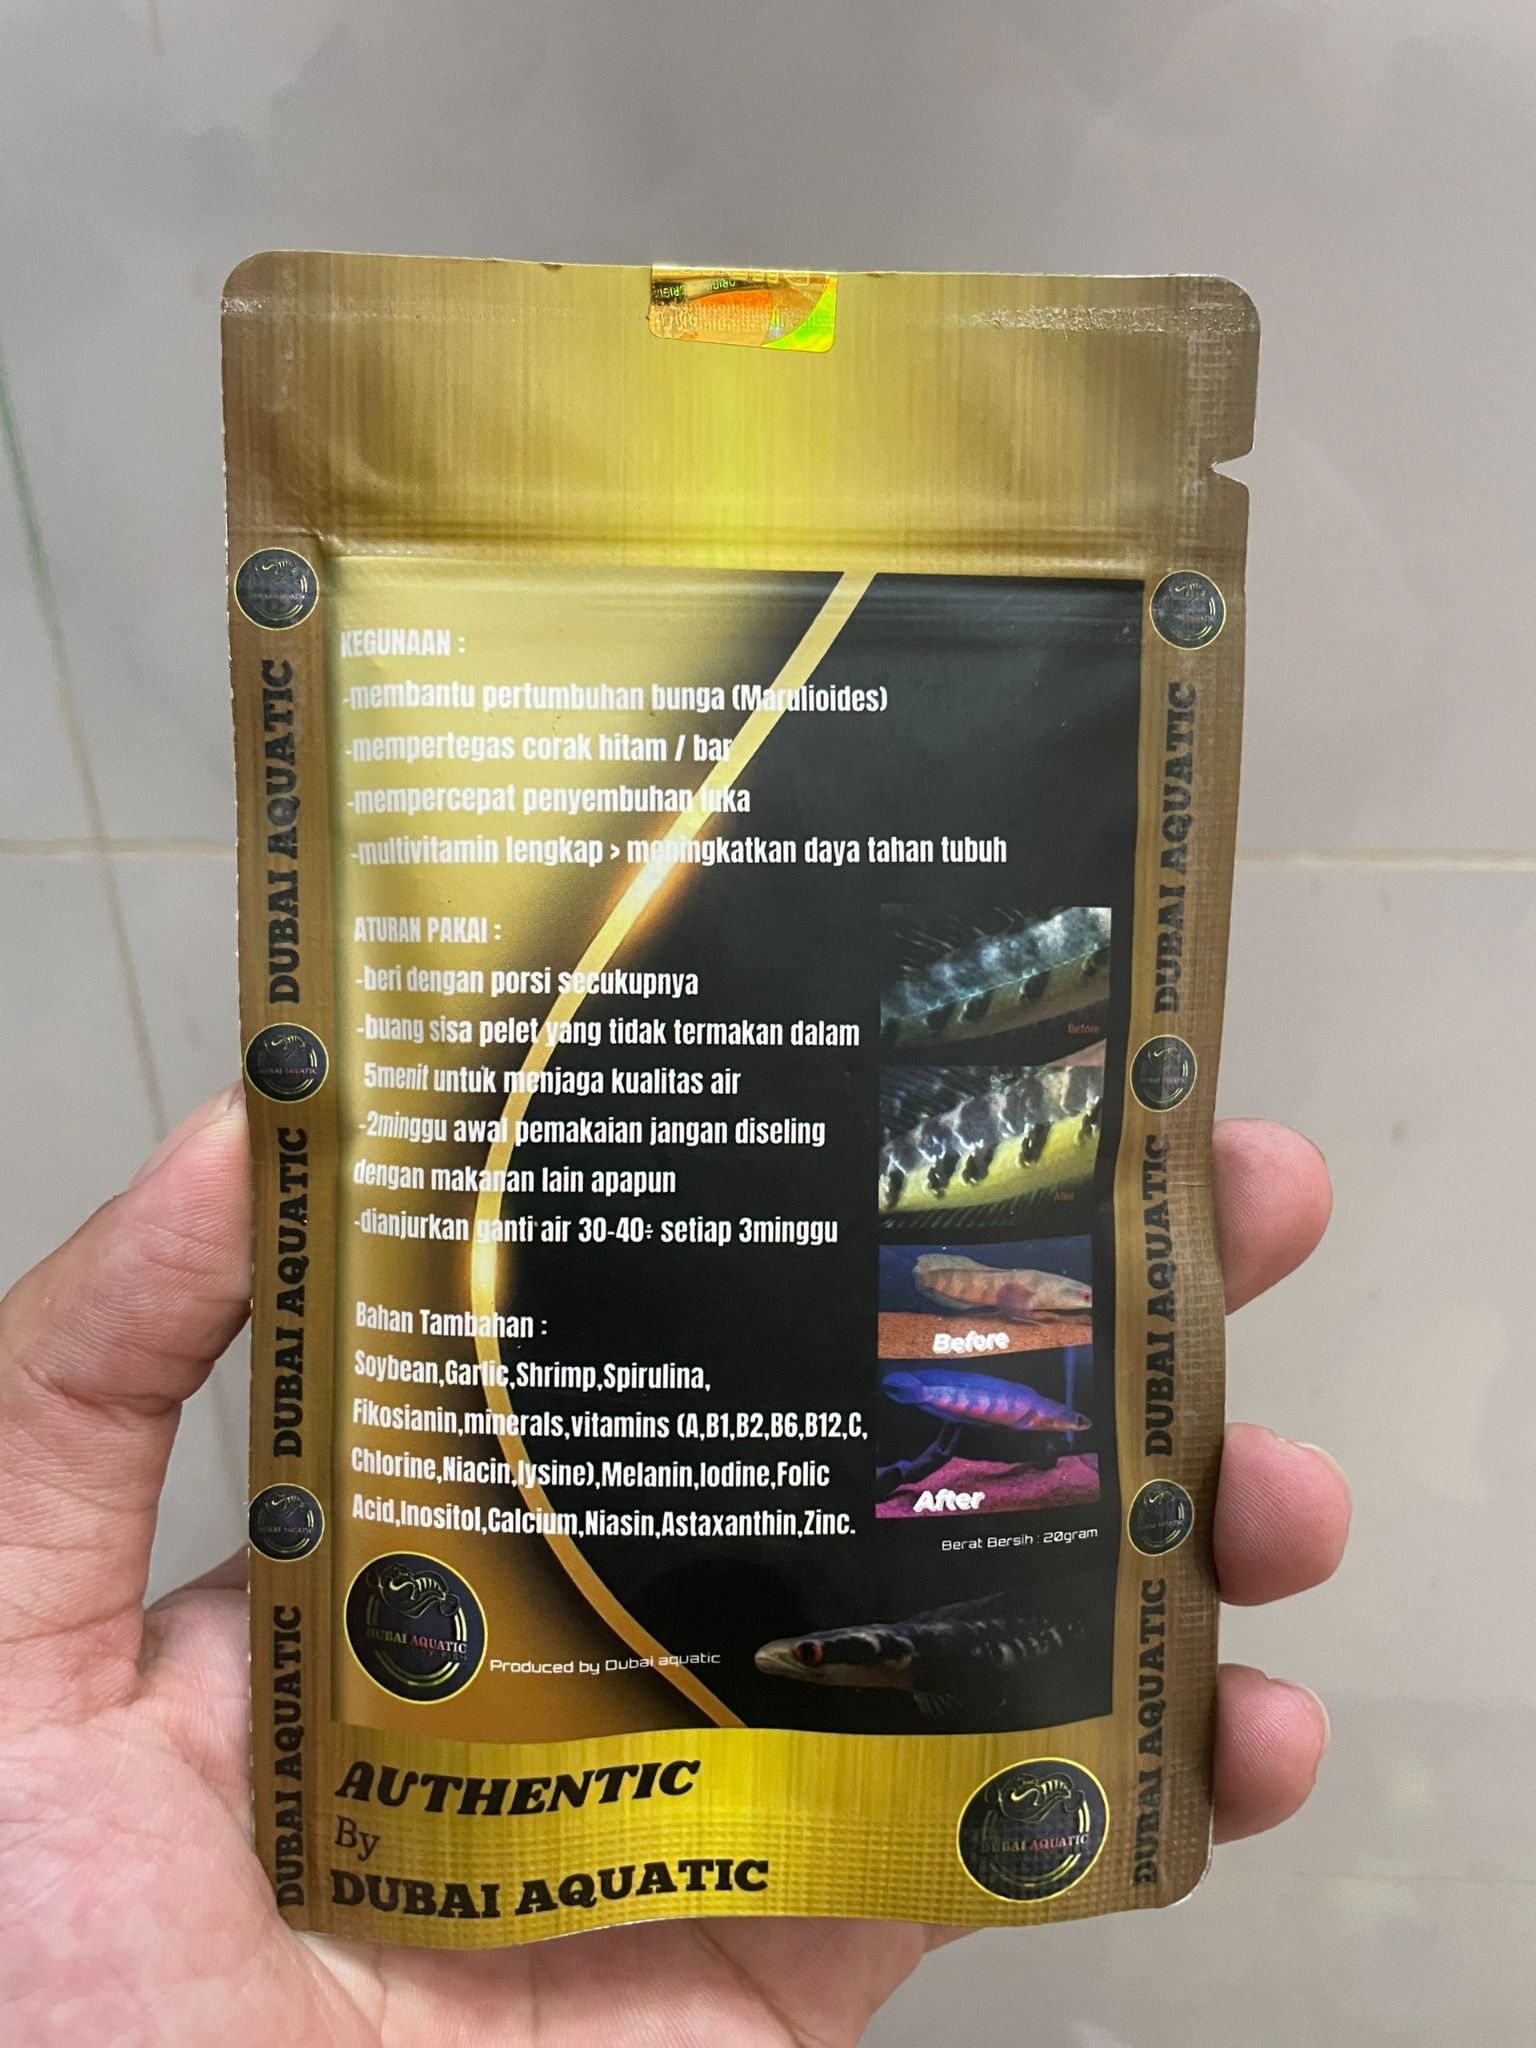 KEGUNAAN :
-membantu pertumbuhan bunga (Marulioides)
-mempertegas corak hitam / bar
-mempercepat penyembuhan luka
-multivitamin lengkap > meningkatkan daya tahan tubuh
ATURAN PAKAI :
-beri dengan porsi secukupnya
-buang sisa pelet yang tidak termakan dalam
5menit untuk menjaga kualitas air
-2minggu awal pemakaian jangan diseling
dengan makanan lain apapun
-dianjurkan ganti air 30-40÷ setiap 3minggu
Before
After
Before
After
Bahan Tambahan :
Soybean,Garlic,Shrimp,Spirulina,
Fikosianin,minerals,vitamins (A,B1,B2,B6,B12,C,
Chlorine,Niacin,lysine),Melanin,Iodine,Folic
Acid,Inositol,Calcium,Niasin,Astaxanthin,Zinc.
Berat Bersih : 20gram
DUBAI AQUATIC
Produced by Dubai aquatic
AUTHENTIC
By
DUBAI AQUATIC
DUBAI AQUATIC
DUBAI AQUATIC
DUBAI AQUATIC
DUBAI AQUATIC
DUBAI AQUATIC
DUBAI AQUATIC
DUBAI AQUATIC